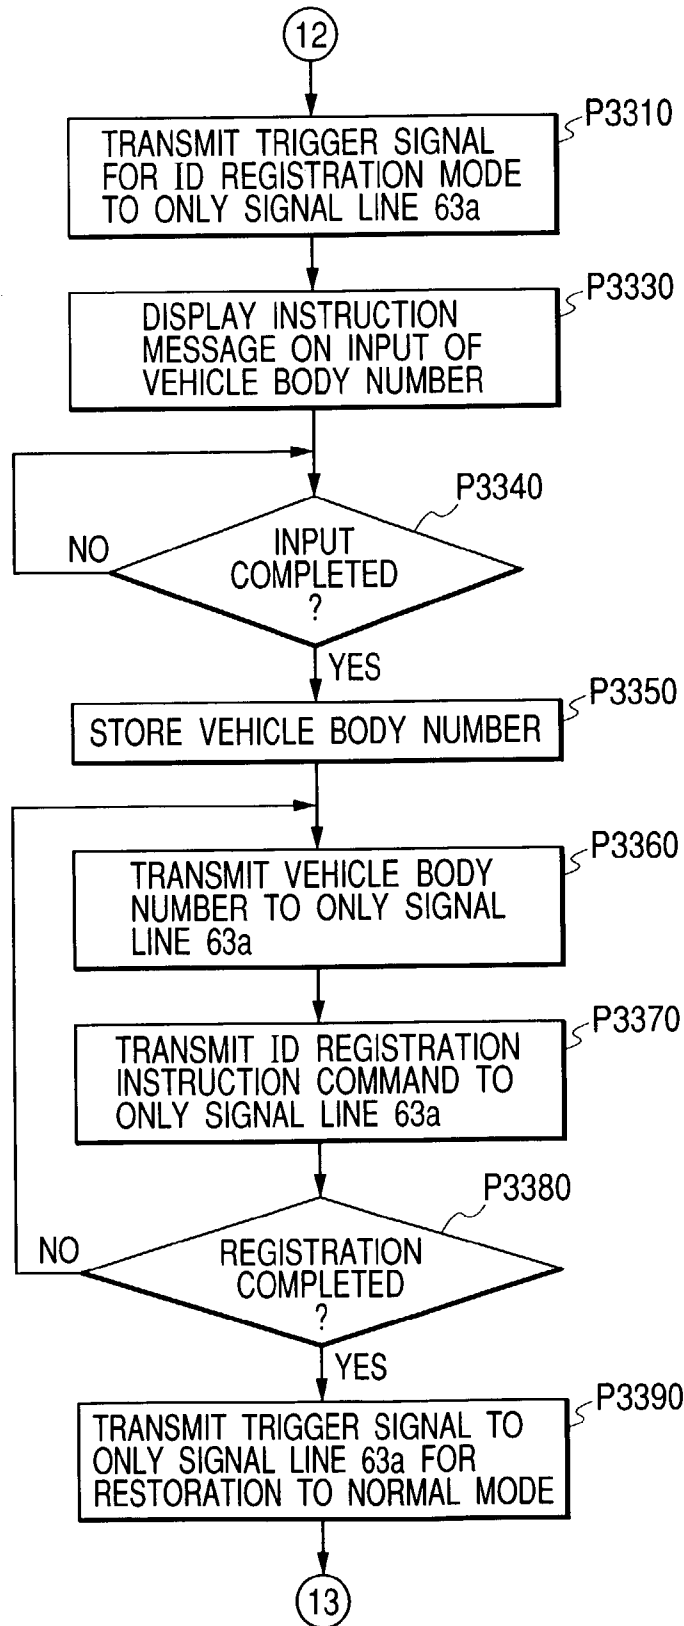 12
P3310
TRANSMIT TRIGGER SIGNAL
FOR ID REGISTRATION MODE
TO ONLY SIGNAL LINE 63a
P3330
DISPLAY INSTRUCTION
MESSAGE ON INPUT OF
VEHICLE BODY NUMBER
P3340
NO
INPUT
COMPLETED
?
YES
P3350
STORE VEHICLE BODY NUMBER
P3360
TRANSMIT VEHICLE BODY
NUMBER TO ONLY SIGNAL
LINE 63a
P3370
TRANSMIT ID REGISTRATION
INSTRUCTION COMMAND TO
ONLY SIGNAL LINE 63a
P3380
NO
REGISTRATION
COMPLETED
?
YES
P3390
TRANSMIT TRIGGER SIGNAL TO
ONLY SIGNAL LINE 63a FOR
RESTORATION TO NORMAL MODE
13